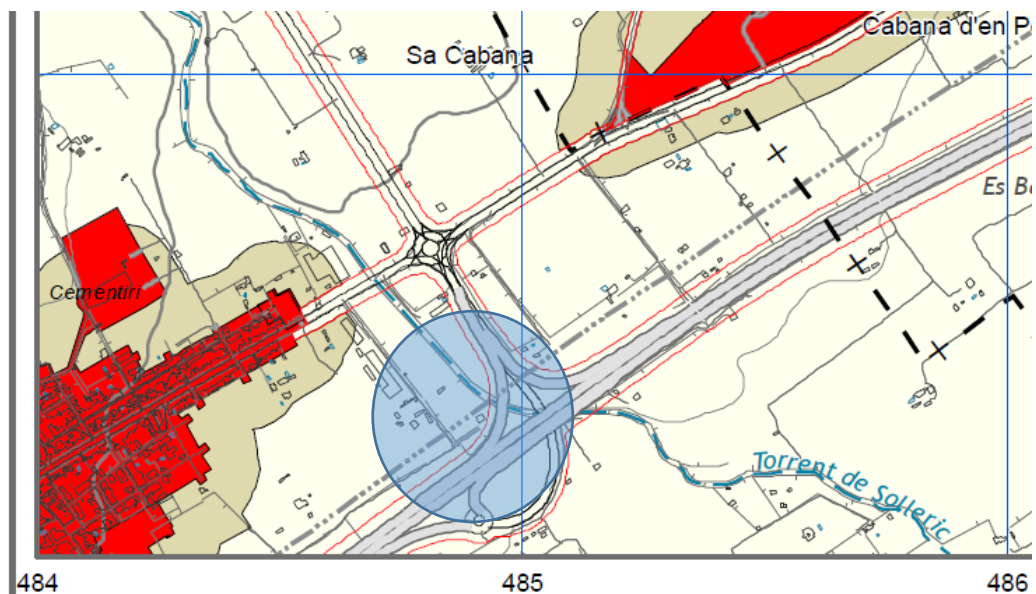 Sa Cabana
Cabana d'en P
Es B
Cementiri
Torrent de Solleric
484
485
486